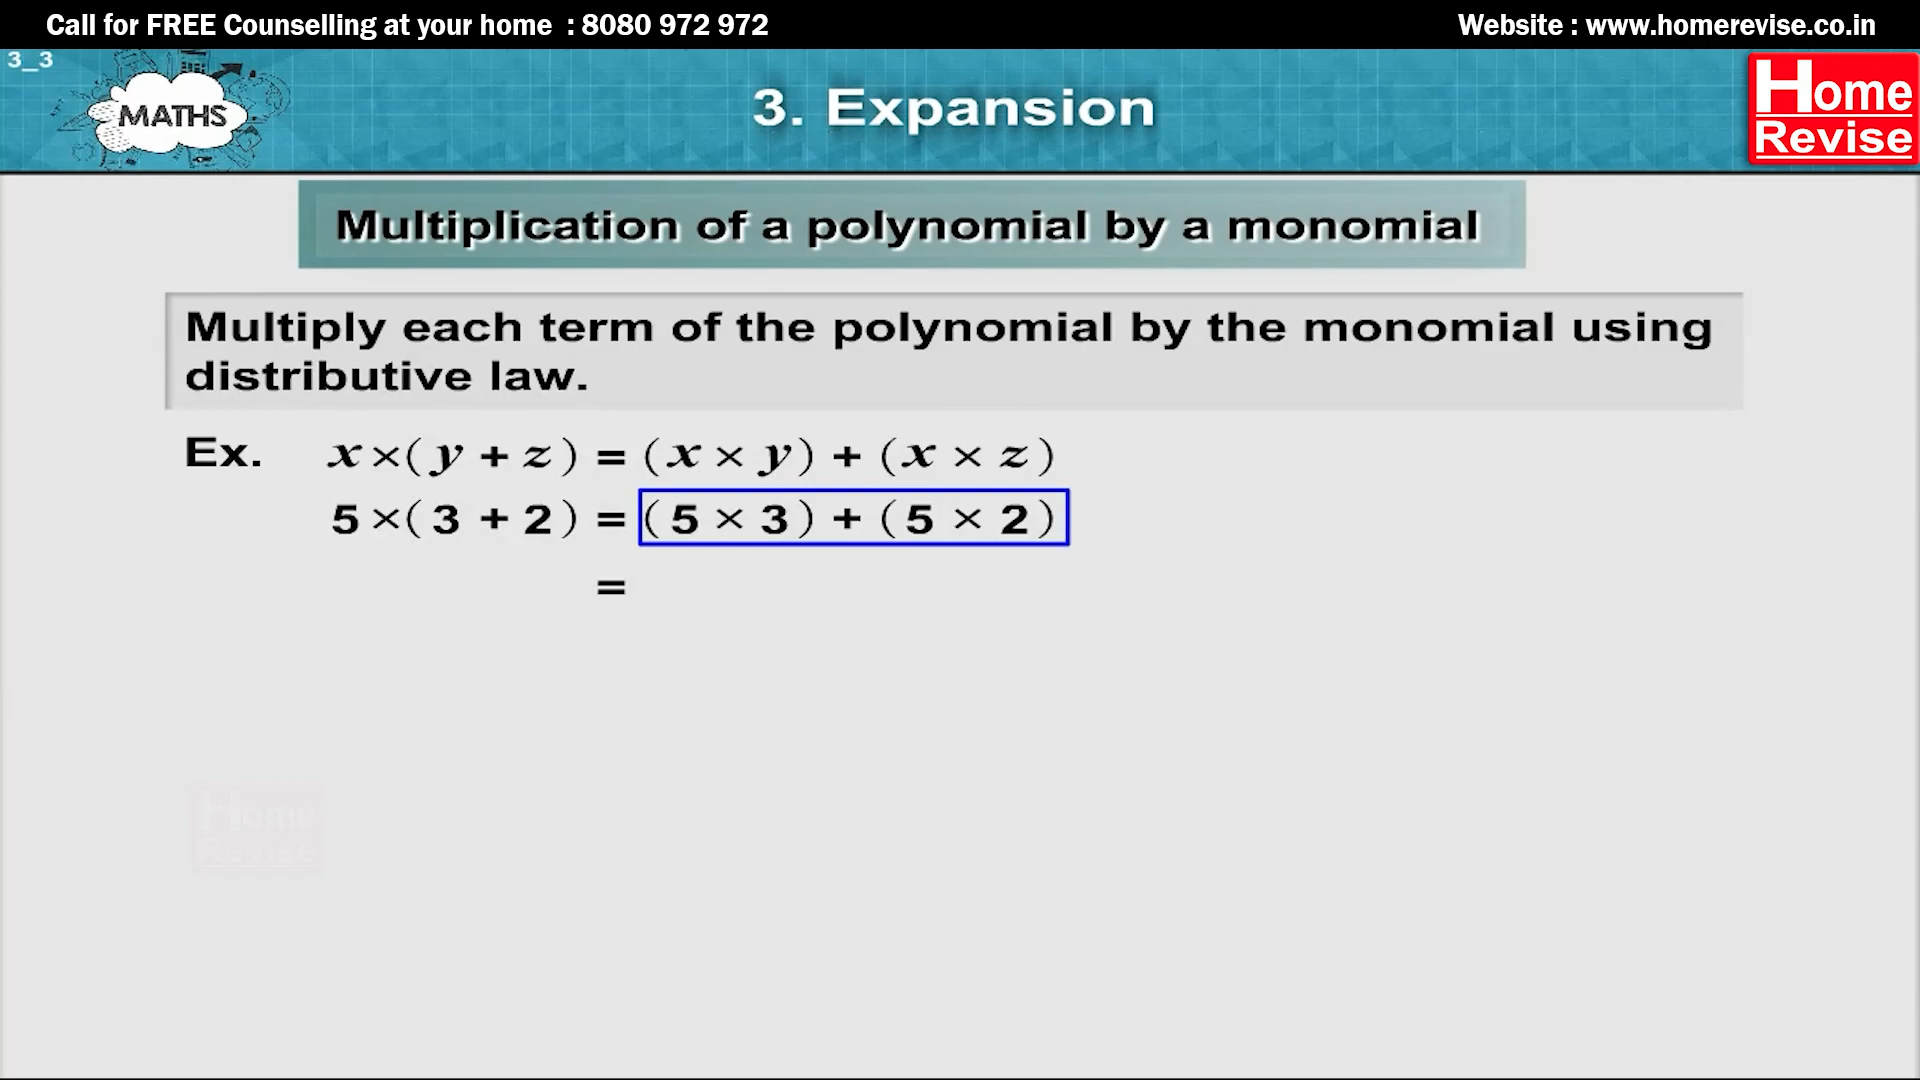 Call for FREE Counselling at your home : 8080 972 972
Website : www.homerevise.co.in
3_3
MATHS
3. Expansion
Home
Revise
Multiplication of a polynomial by a monomial
Multiply each term of the polynomial by the monomial using
distributive law.
Ex. x×(y + z) = (x × y) + (x × z)
5×(3 + 2) = (5 × 3) + (5 × 2)
=
Home
Revise